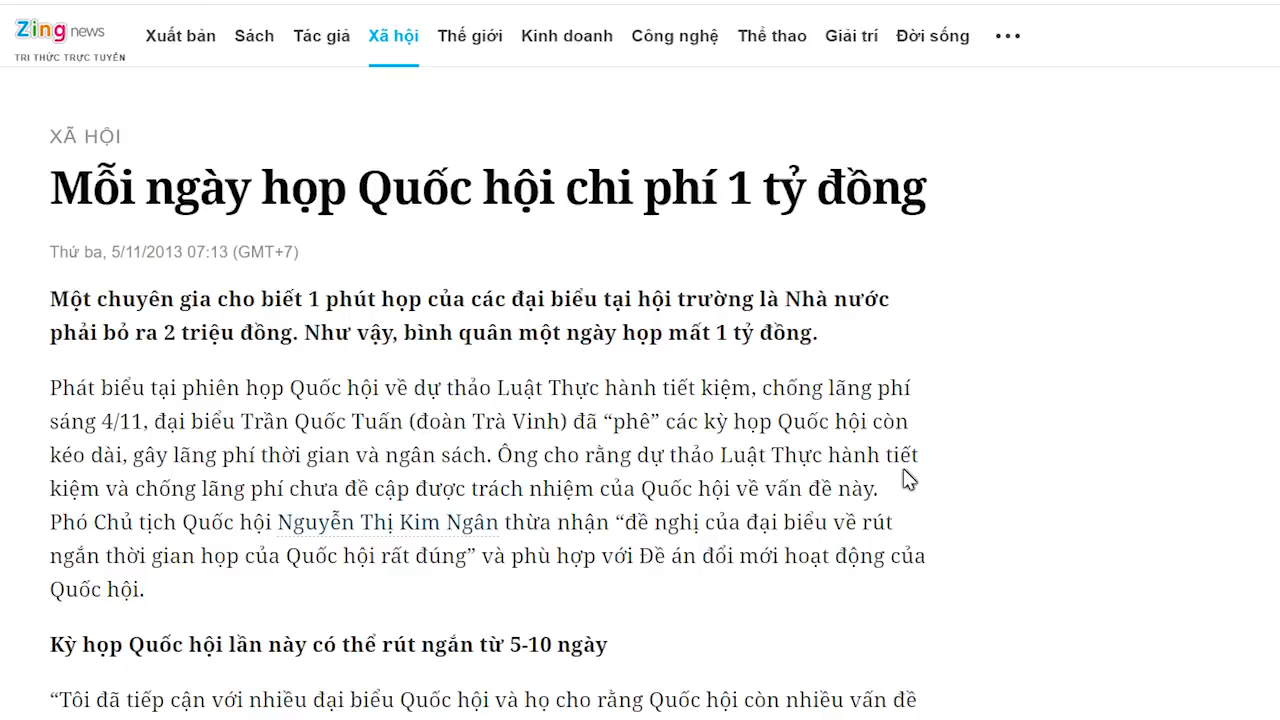 Zing news
TRI THỨC TRỰC TUYẾN
Xuất bản Sách Tác giả Xã hội Thế giới Kinh doanh Công nghệ Thể thao Giải trí Đời sống
XÃ HỘI
Mỗi ngày họp Quốc hội chi phí 1 tỷ đồng
Thứ ba, 5/11/2013 07:13 (GMT+7)
Một chuyên gia cho biết 1 phút họp của các đại biểu tại hội trường là Nhà nước
phải bỏ ra 2 triệu đồng. Như vậy, bình quân một ngày họp mất 1 tỷ đồng.
Phát biểu tại phiên họp Quốc hội về dự thảo Luật Thực hành tiết kiệm, chống lãng phí
sáng 4/11, đại biểu Trần Quốc Tuấn (đoàn Trà Vinh) đã “phê” các kỳ họp Quốc hội còn
kéo dài, gây lãng phí thời gian và ngân sách. Ông cho rằng dự thảo Luật Thực hành tiết
kiệm và chống lãng phí chưa đề cập được trách nhiệm của Quốc hội về vấn đề này.
Phó Chủ tịch Quốc hội Nguyễn Thị Kim Ngân thừa nhận “đề nghị của đại biểu về rút
ngắn thời gian họp của Quốc hội rất đúng” và phù hợp với Đề án đổi mới hoạt động của
Quốc hội.
Kỳ họp Quốc hội lần này có thể rút ngắn từ 5-10 ngày
“Tôi đã tiếp cận với nhiều đại biểu Quốc hội và họ cho rằng Quốc hội còn nhiều vấn đề